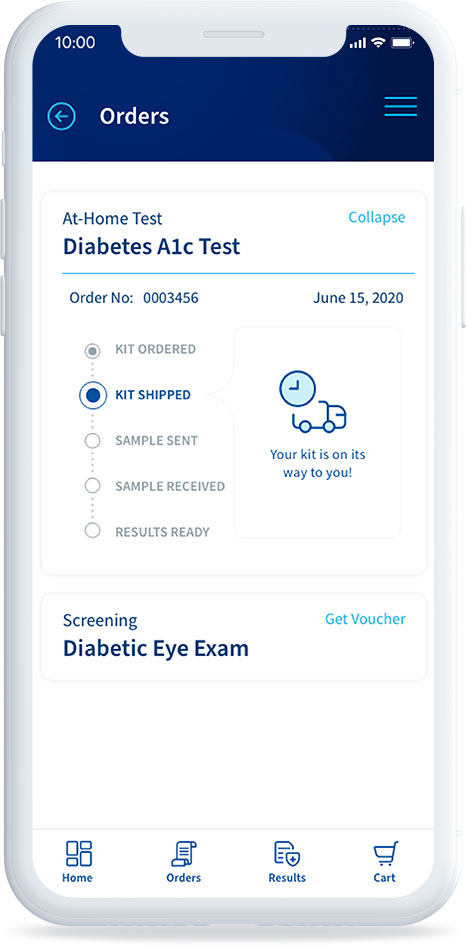 10:00
Orders
At-Home Test
Collapse
Diabetes A1c Test
Order No: 0003456
June 15, 2020
KIT ORDERED
KIT SHIPPED
SAMPLE SENT
SAMPLE RECEIVED
RESULTS READY
Your kit is on its
way to you!
Screening
Get Voucher
Diabetic Eye Exam
Home
Orders
Results
Cart